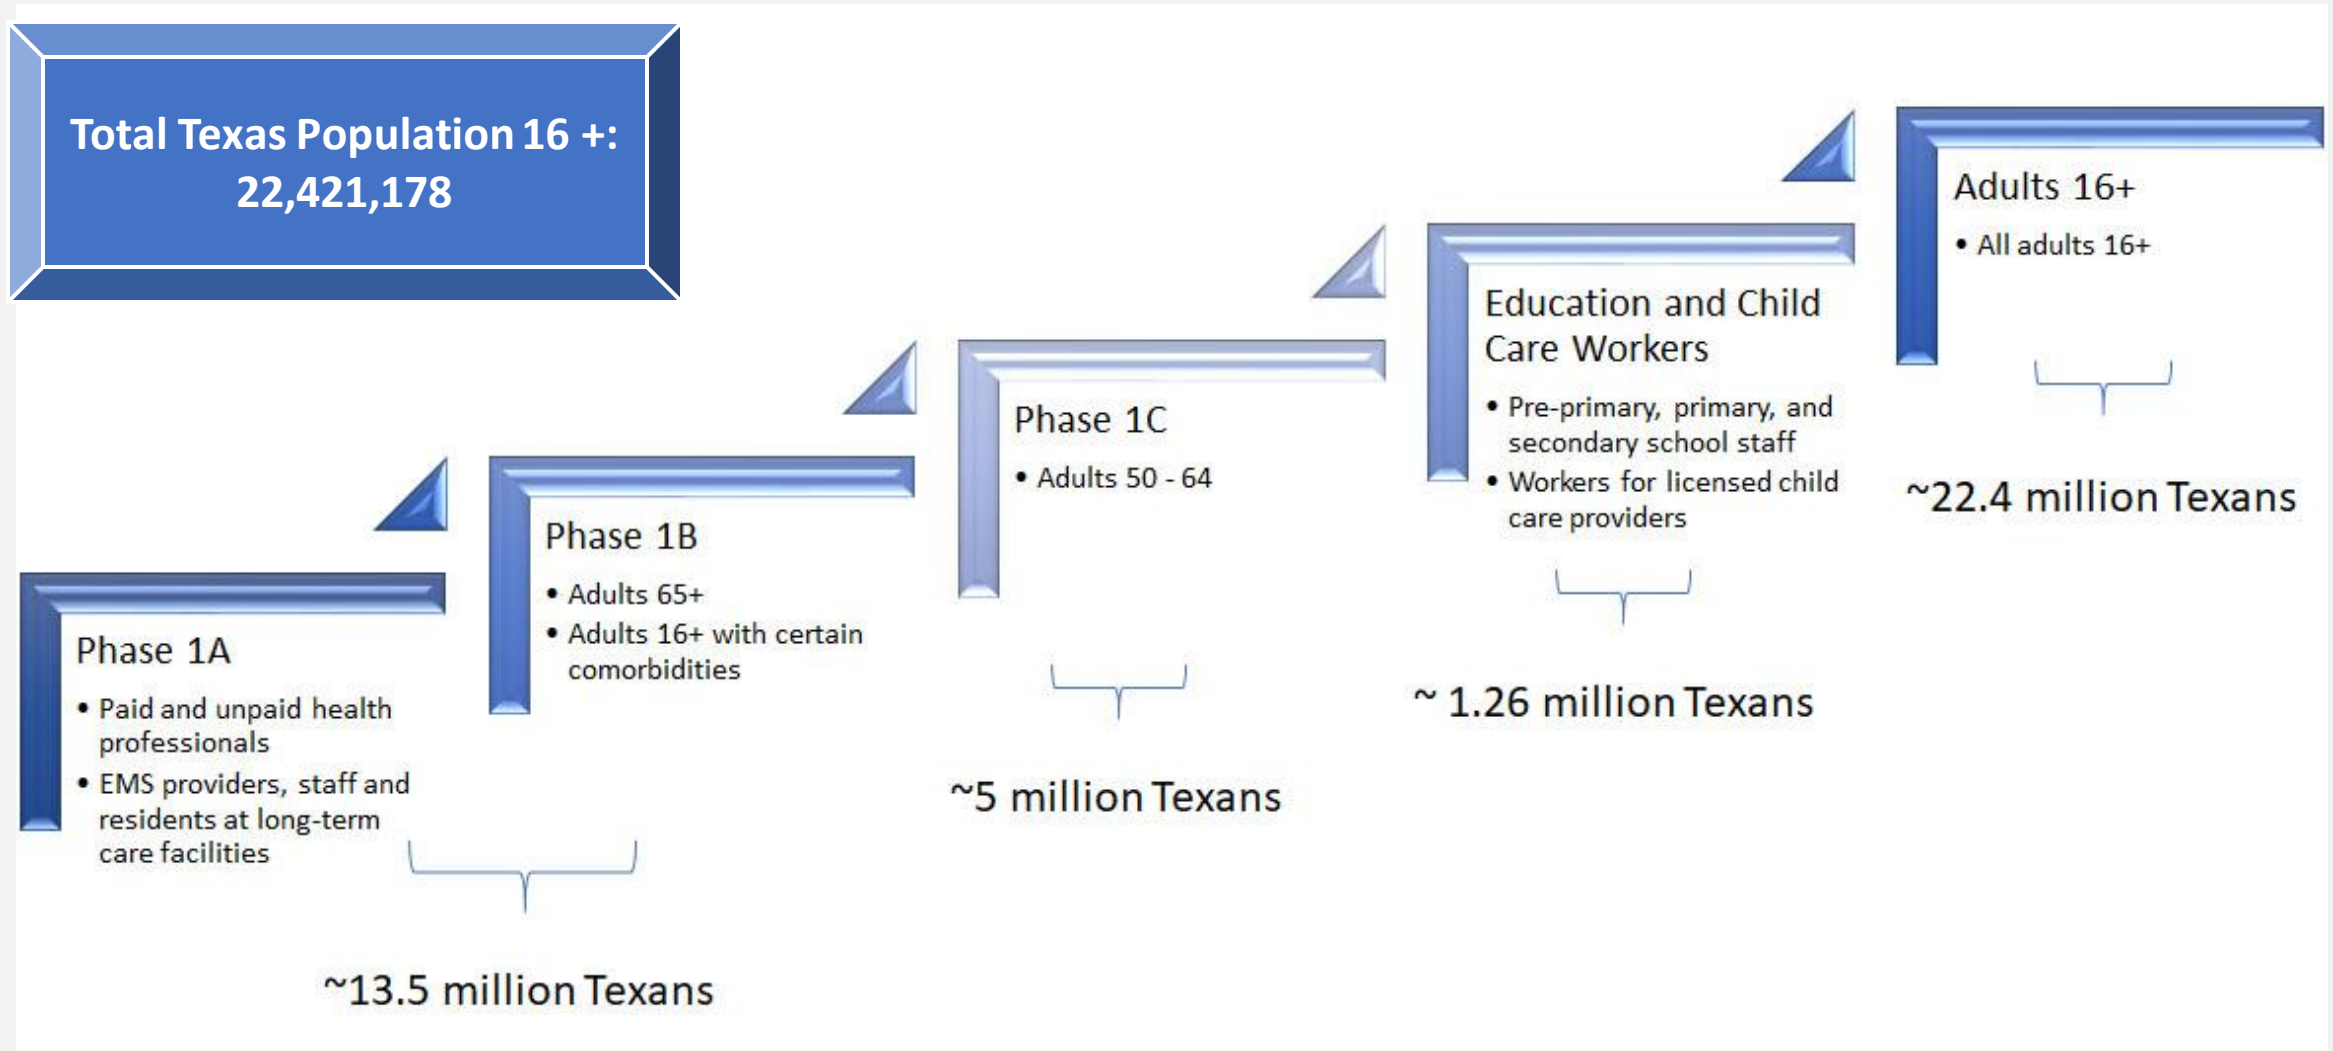 Total Texas Population 16 +:
22,421,178
Phase 1A
• Paid and unpaid health
professionals
• EMS providers, staff and
residents at long-term
care facilities
Phase 1B
• Adults 65+
• Adults 16+ with certain
comorbidities
~13.5 million Texans
Phase 1C
• Adults 50 - 64
~5 million Texans
Education and Child
Care Workers
• Pre-primary, primary, and
secondary school staff
• Workers for licensed child
care providers
~ 1.26 million Texans
Adults 16+
• All adults 16+
~22.4 million Texans